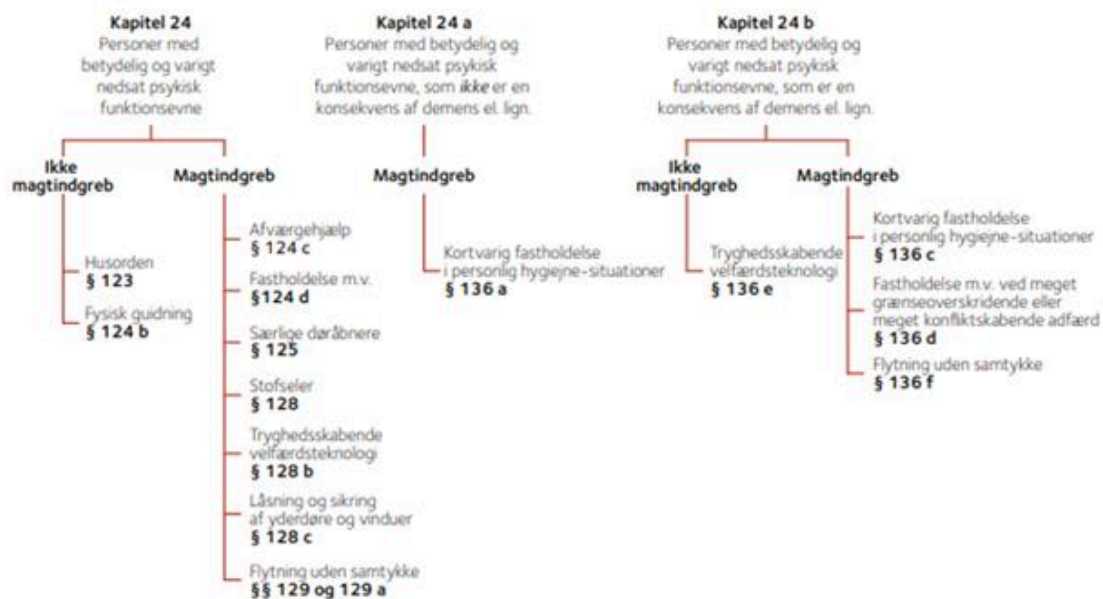 Kapitel 24
Personer med
betydelig og varigt
nedsat psykisk
funktionsevne
Ikke
magtindgreb
Husorden
§ 123
Fysisk guidning
§ 124 b
Magtindgreb
Afværgehjælp
§ 124 c
Fastholdelse m.v.
§124 d
Særlige døråbnere
§ 125
Stofseler
§ 128
Tryghedsskabende
velfærdsteknologi
§ 128 b
Låsning og sikring
af yderdøre og vinduer
§ 128 c
Flytning uden samtykke
§§ 129 og 129 a
Kapitel 24 a
Personer med betydelig og
varigt nedsat psykisk
funktionsevne, som ikke er en
konsekvens af demens el. lign.
Magtindgreb
Kortvarig fastholdelse
i personlig hygiejne-situationer
§ 136 a
Kapitel 24 b
Personer med betydelig og
varigt nedsat psykisk
funktionsevne, som er en
konsekvens af demens el. lign.
Ikke
magtindgreb
Tryghedsskabende
velfærdsteknologi
§ 136 e
Magtindgreb
Kortvarig fastholdelse
i personlig hygiejne-situationer
§ 136 c
Fastholdelse m.v. ved meget
grænseoverskridende eller
meget konfliktskabende adfærd
§ 136 d
Flytning uden samtykke
§ 136 f